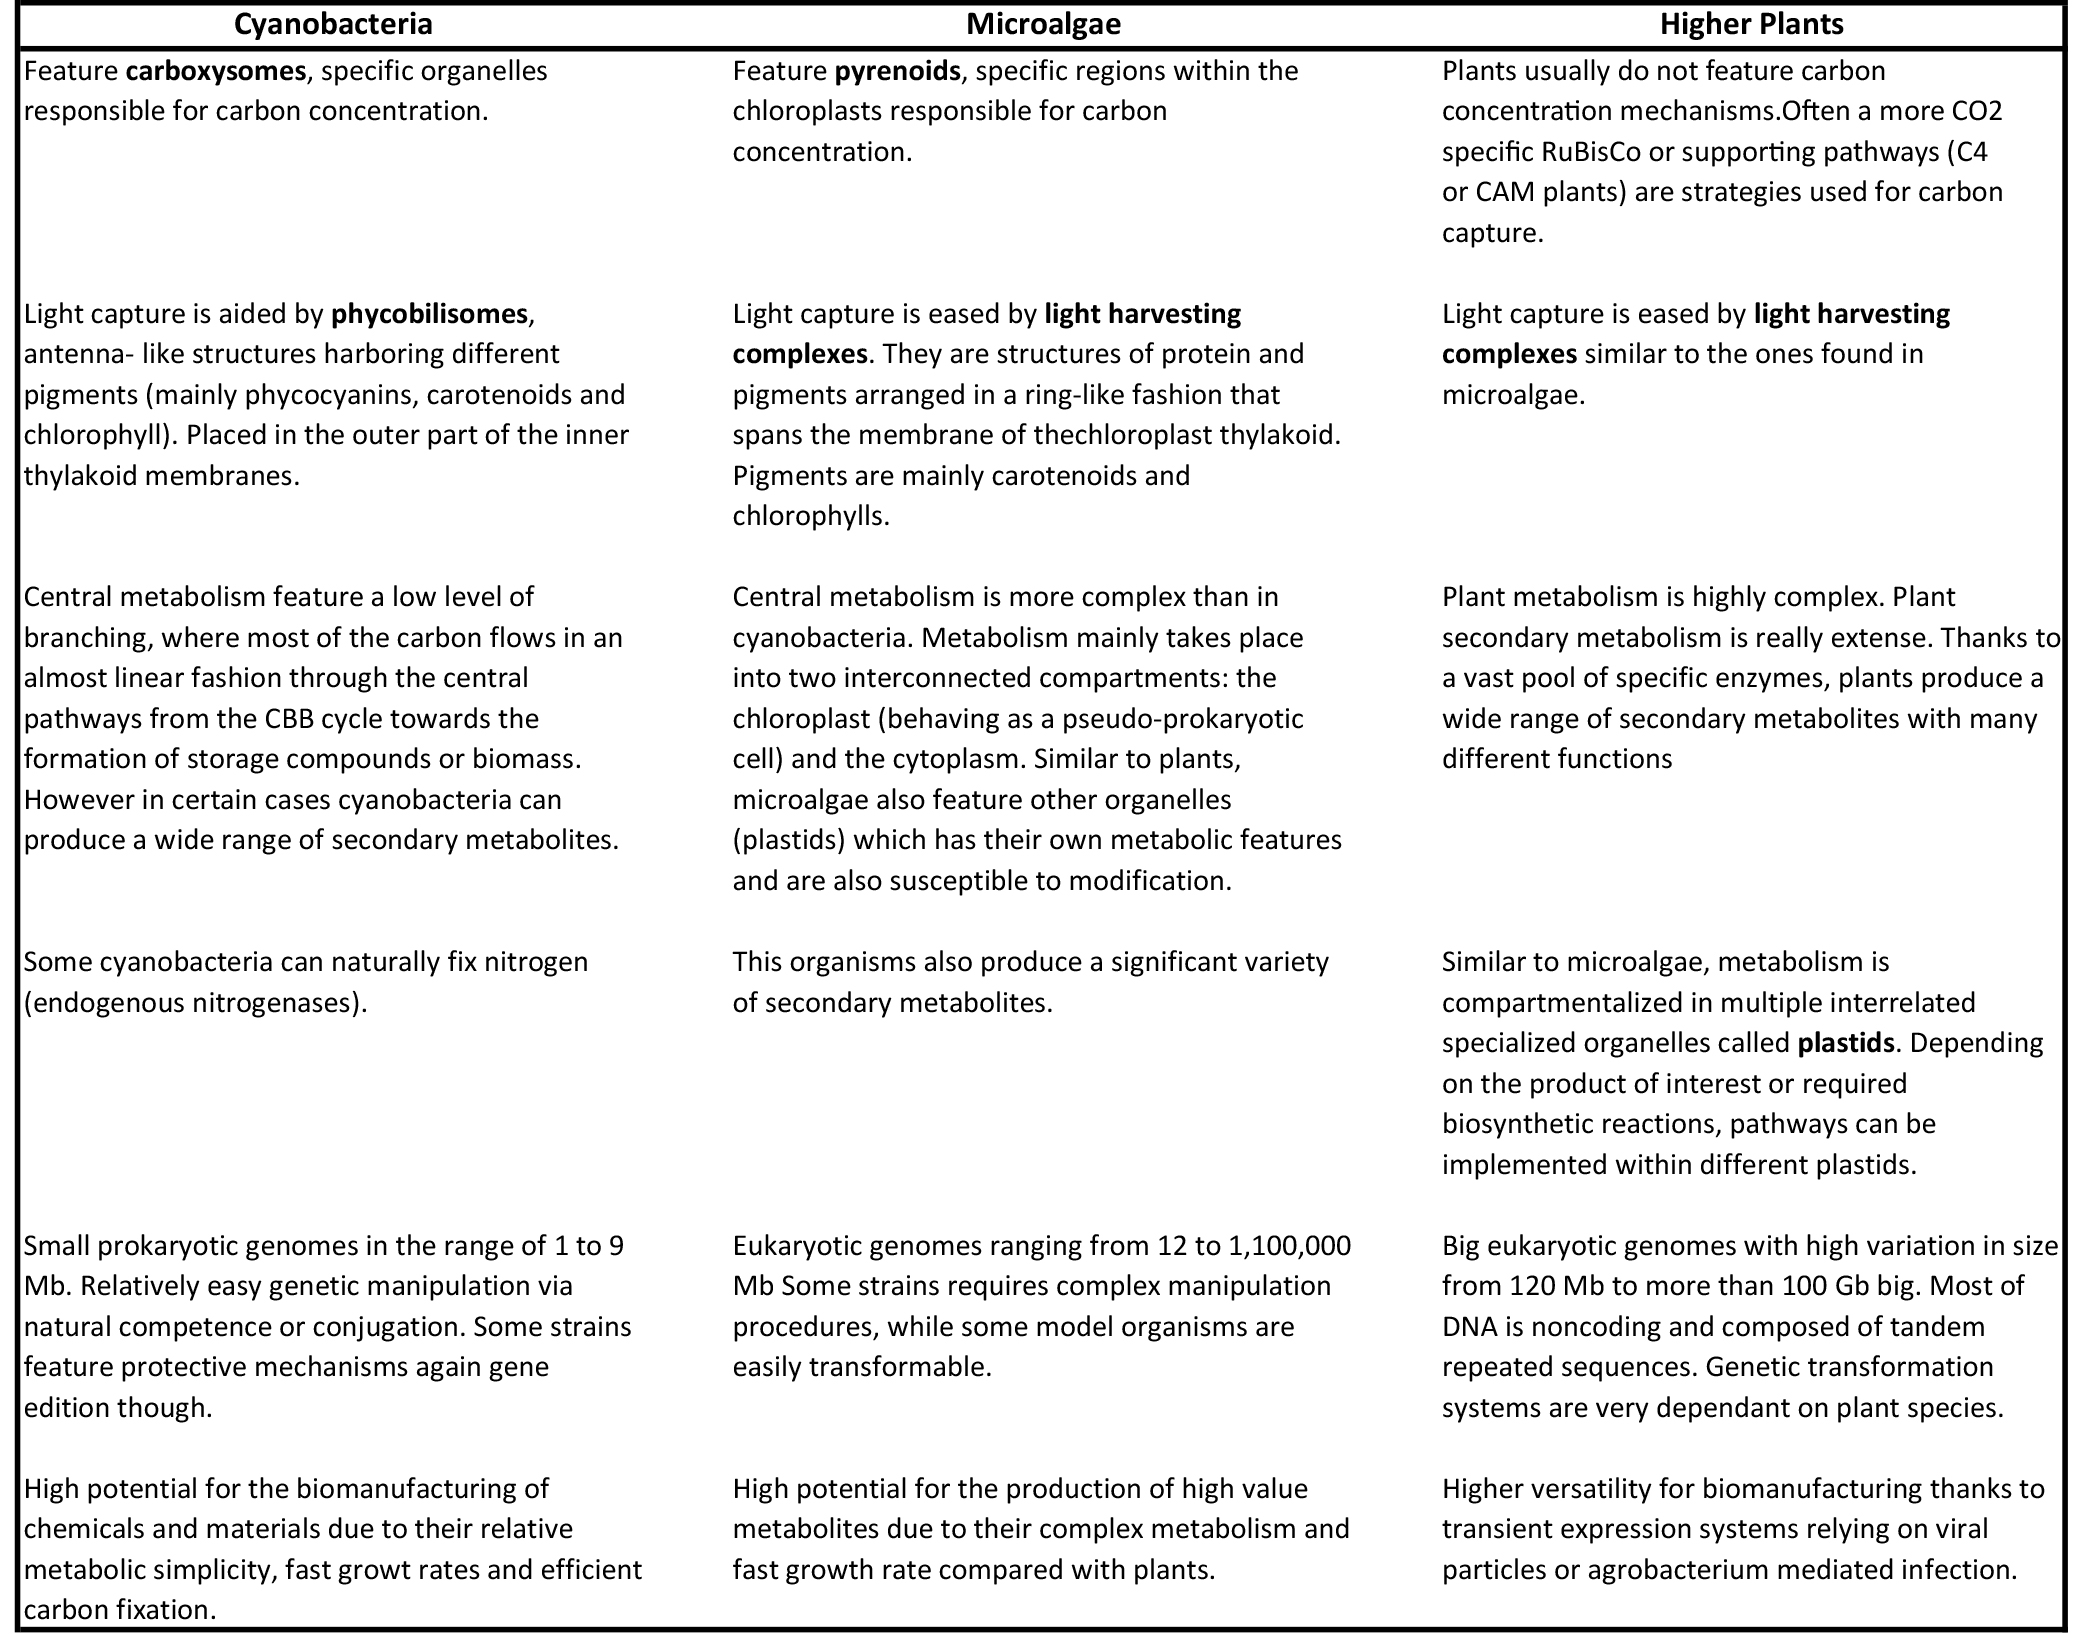 Cyanobacteria
Microalgae
Higher Plants
Feature carboxysomes, specific organelles
responsible for carbon concentration.
Feature pyrenoids, specific regions within the
chloroplasts responsible for carbon
concentration.
Plants usually do not feature carbon
concentration mechanisms.Often a more CO2
specific RuBisCo or supporting pathways (C4
or CAM plants) are strategies used for carbon
capture.
Light capture is aided by phycobilisomes,
antenna- like structures harboring different
pigments (mainly phycocyanins, carotenoids and
chlorophyll). Placed in the outer part of the inner
thylakoid membranes.
Light capture is eased by light harvesting
complexes. They are structures of protein and
pigments arranged in a ring-like fashion that
spans the membrane of thechloroplast thylakoid.
Pigments are mainly carotenoids and
chlorophylls.
Light capture is eased by light harvesting
complexes similar to the ones found in
microalgae.
Central metabolism feature a low level of
branching, where most of the carbon flows in an
almost linear fashion through the central
pathways from the CBB cycle towards the
formation of storage compounds or biomass.
However in certain cases cyanobacteria can
produce a wide range of secondary metabolites.
Central metabolism is more complex than in
cyanobacteria. Metabolism mainly takes place
into two interconnected compartments: the
chloroplast (behaving as a pseudo-prokaryotic
cell) and the cytoplasm. Similar to plants,
microalgae also feature other organelles
(plastids) which has their own metabolic features
and are also susceptible to modification.
Plant metabolism is highly complex. Plant
secondary metabolism is really extense. Thanks to
a vast pool of specific enzymes, plants produce a
wide range of secondary metabolites with many
different functions
Some cyanobacteria can naturally fix nitrogen
(endogenous nitrogenases).
This organisms also produce a significant variety
of secondary metabolites.
Similar to microalgae, metabolism is
compartmentalized in multiple interrelated
specialized organelles called plastids. Depending
on the product of interest or required
biosynthetic reactions, pathways can be
implemented within different plastids.
Small prokaryotic genomes in the range of 1 to 9
Mb. Relatively easy genetic manipulation via
natural competence or conjugation. Some strains
feature protective mechanisms again gene
edition though.
Eukaryotic genomes ranging from 12 to 1,100,000
Mb Some strains requires complex manipulation
procedures, while some model organisms are
easily transformable.
Big eukaryotic genomes with high variation in size
from 120 Mb to more than 100 Gb big. Most of
DNA is noncoding and composed of tandem
repeated sequences. Genetic transformation
systems are very dependant on plant species.
High potential for the biomanufacturing of
chemicals and materials due to their relative
metabolic simplicity, fast growt rates and efficient
carbon fixation.
High potential for the production of high value
metabolites due to their complex metabolism and
fast growth rate compared with plants.
Higher versatility for biomanufacturing thanks to
transient expression systems relying on viral
particles or agrobacterium mediated infection.